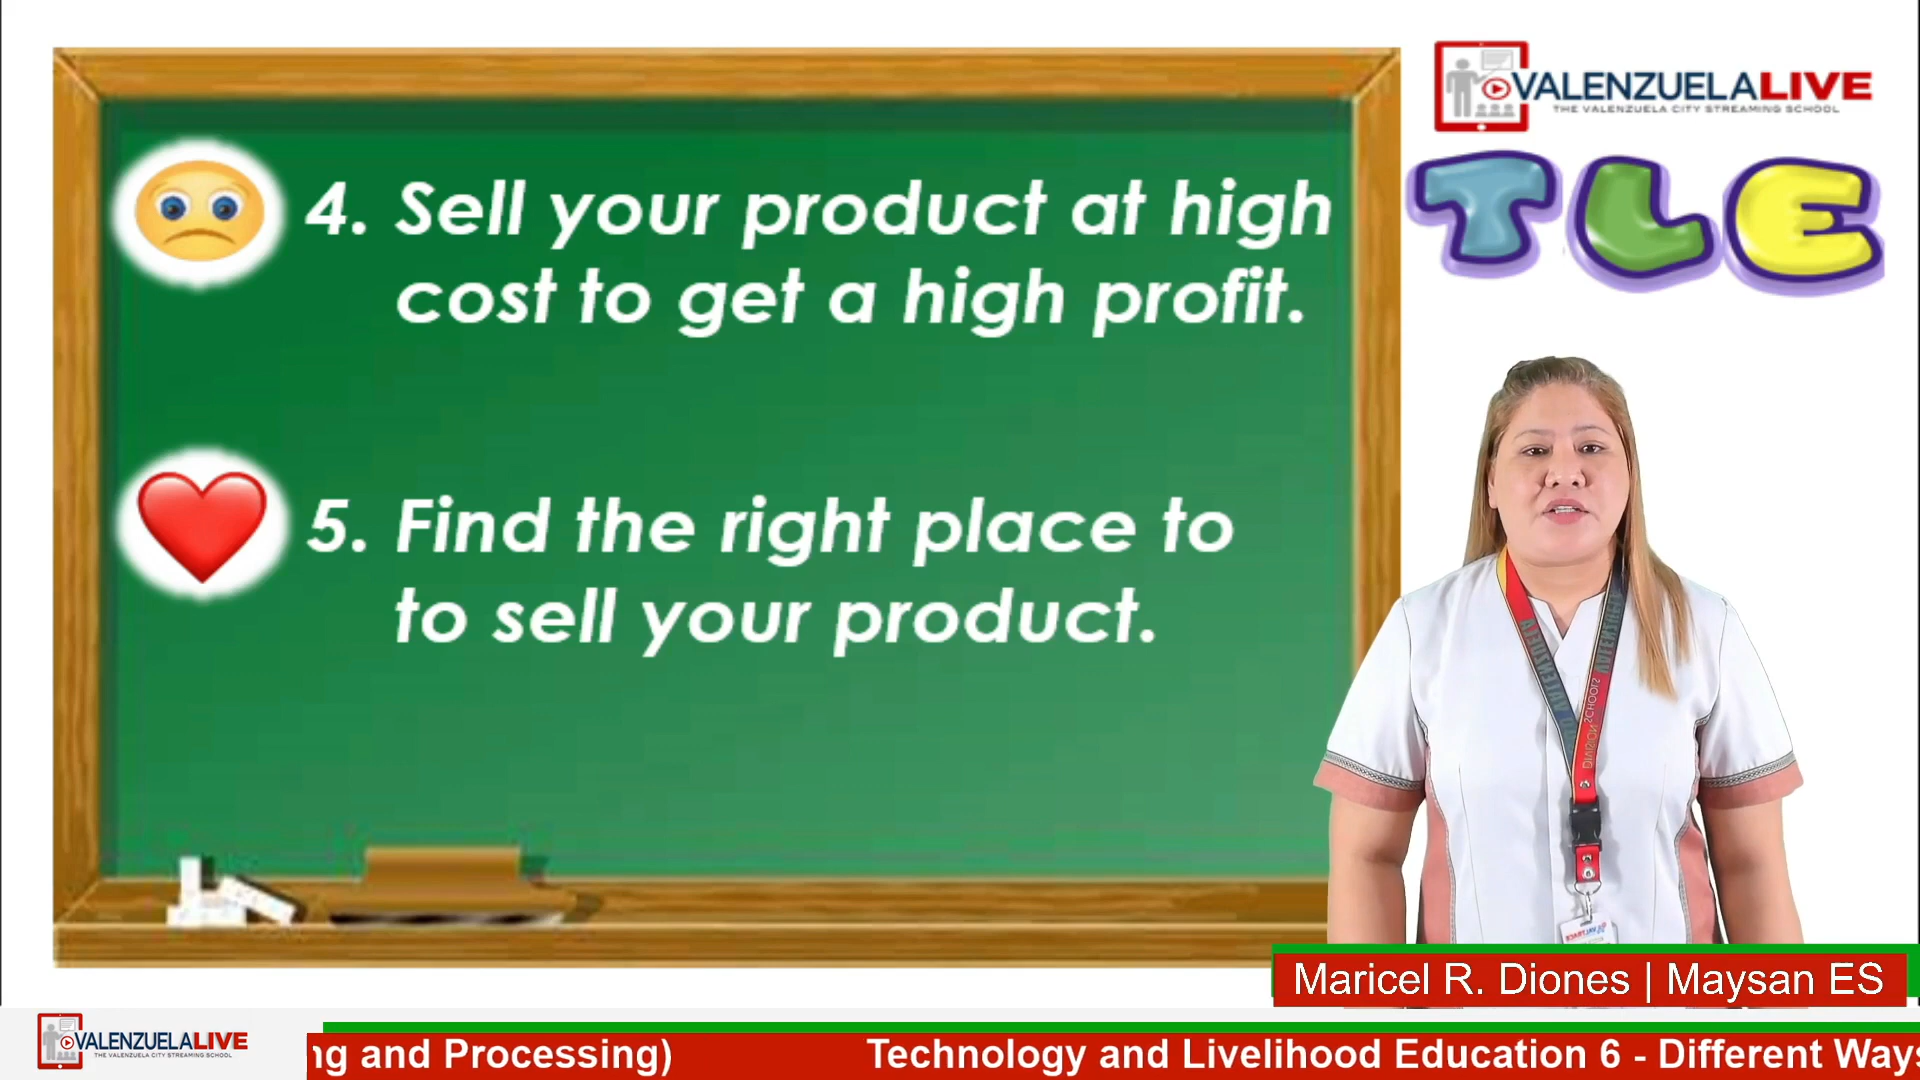 4. Sell your product at high
cost to get a high profit.
5. Find the right place to
to sell your product.
VALENZUELALIVE
THE VALENZUELA CITY STREAMING SCHOOL
TLE
Maricel R. Diones | Maysan ES
VALENZUELALIVE
THE VALENZUELA CITY STREAMING SCHOOL
ng and Processing) Technology and Livelihood Education 6 - Different Ways